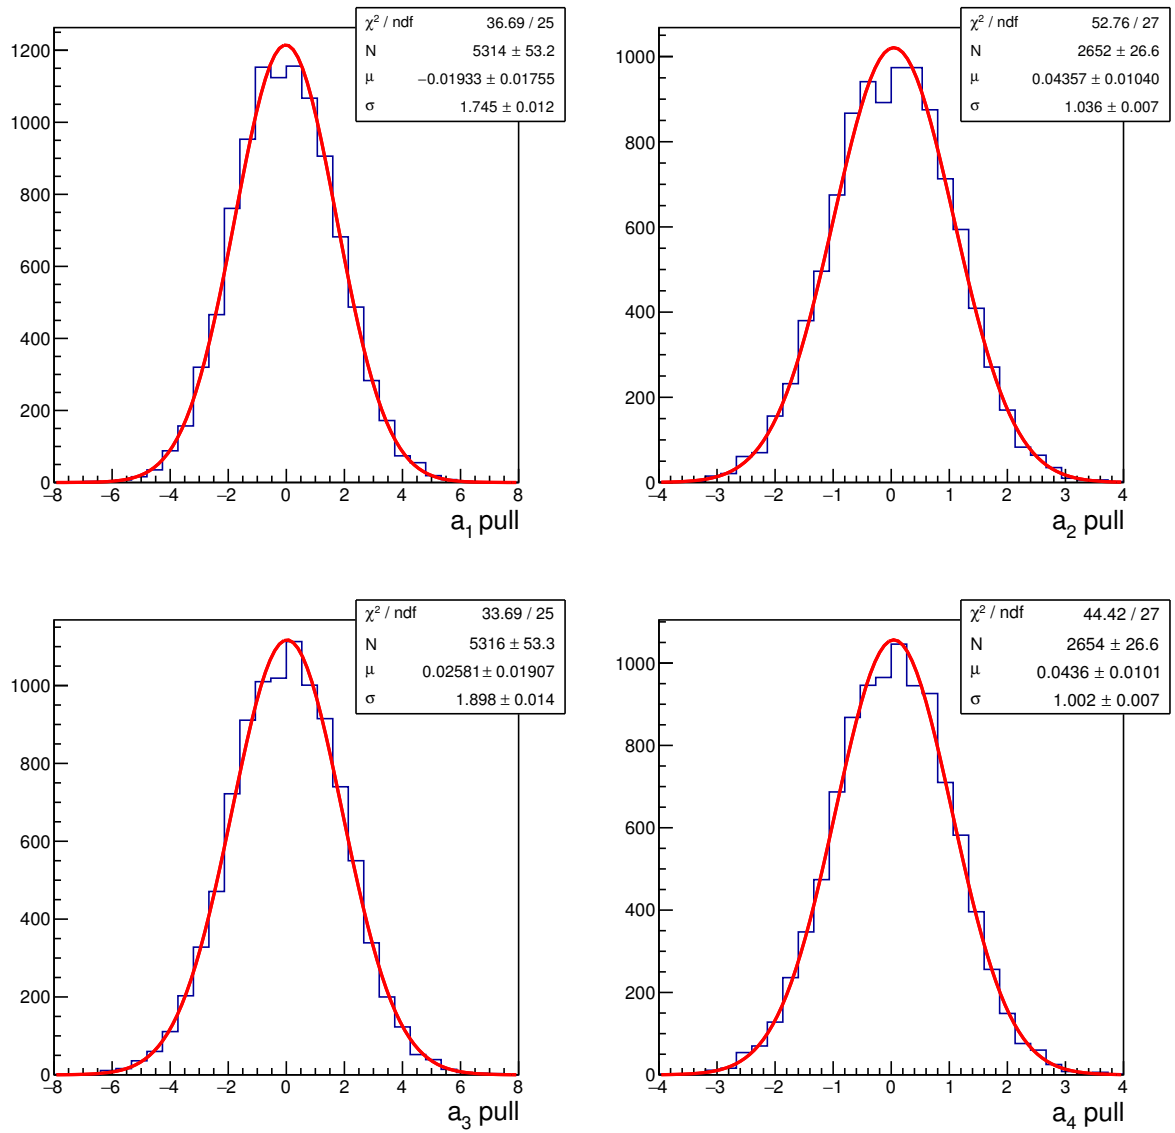 χ² / ndf 36.69 / 25
N 5314 ± 53.2
μ −0.01933 ± 0.01755
σ 1.745 ± 0.012
1200
1000
800
600
400
200
0
−8 −6 −4 −2 0 2 4 6 8
a₁ pull
χ² / ndf 52.76 / 27
N 2652 ± 26.6
μ 0.04357 ± 0.01040
σ 1.036 ± 0.007
1000
800
600
400
200
0
−4 −3 −2 −1 0 1 2 3 4
a₂ pull
χ² / ndf 33.69 / 25
N 5316 ± 53.3
μ 0.02581 ± 0.01907
σ 1.898 ± 0.014
1000
800
600
400
200
0
−8 −6 −4 −2 0 2 4 6 8
a₃ pull
χ² / ndf 44.42 / 27
N 2654 ± 26.6
μ 0.0436 ± 0.0101
σ 1.002 ± 0.007
1000
800
600
400
200
0
−4 −3 −2 −1 0 1 2 3 4
a₄ pull